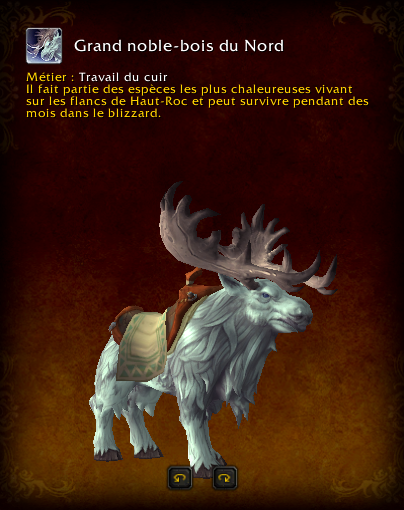 Grand noble-bois du Nord
Métier : Travail du cuir
Il fait partie des espèces les plus chaleureuses vivant
sur les flancs de Haut-Roc et peut survivre pendant des
mois dans le blizzard.